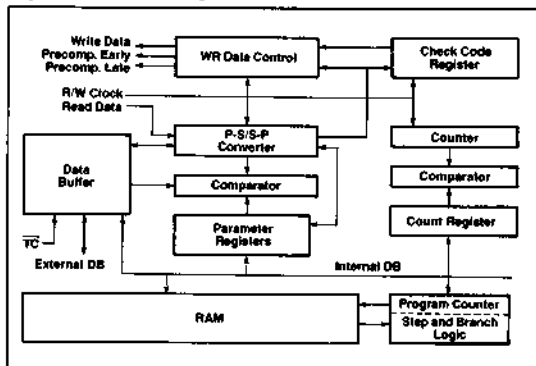 Write Data
Precomp. Early
Precomp. Late
WR Data Control
Check Code
Register
R/W Clock
Read Data
P-S/S-P
Converter
Counter
Data
Buffer
Comparator
Comparator
Parameter
Registers
Count Register
TC
External DB
Internal DB
RAM
Program Counter
Step and Branch
Logic